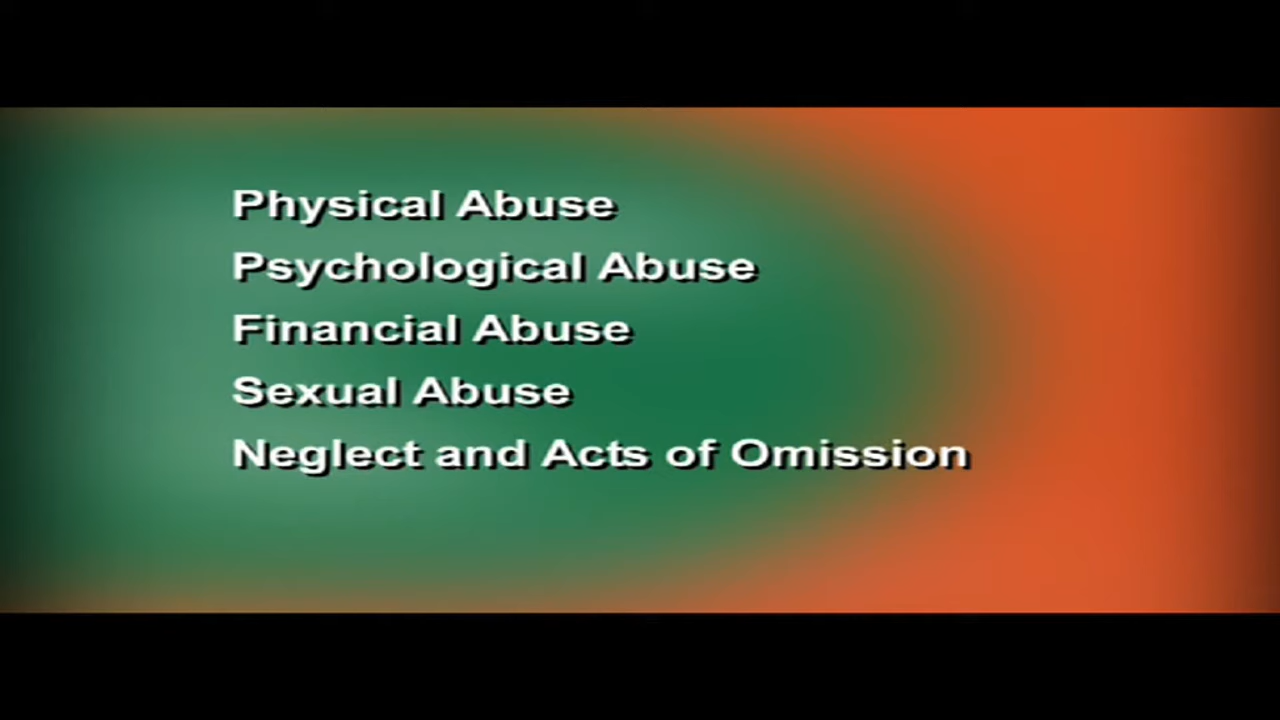 Physical Abuse
Psychological Abuse
Financial Abuse
Sexual Abuse
Neglect and Acts of Omission